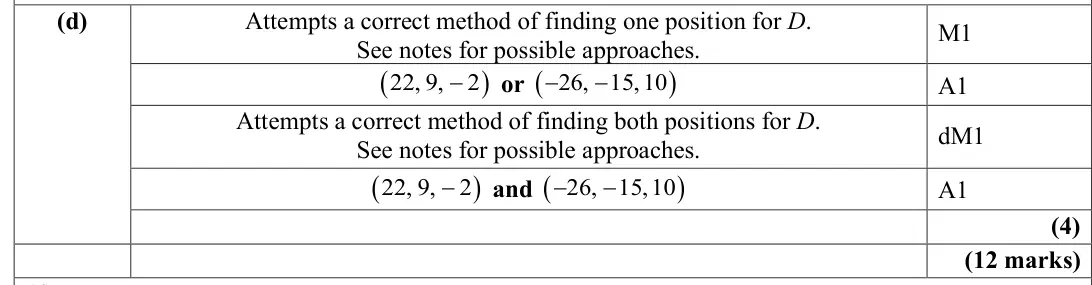 (d) Attempts a correct method of finding one position for D. M1
See notes for possible approaches.
(22, 9, −2) or (−26, −15, 10) A1
Attempts a correct method of finding both positions for D. dM1
See notes for possible approaches.
(22, 9, −2) and (−26, −15, 10) A1
(4)
(12 marks)